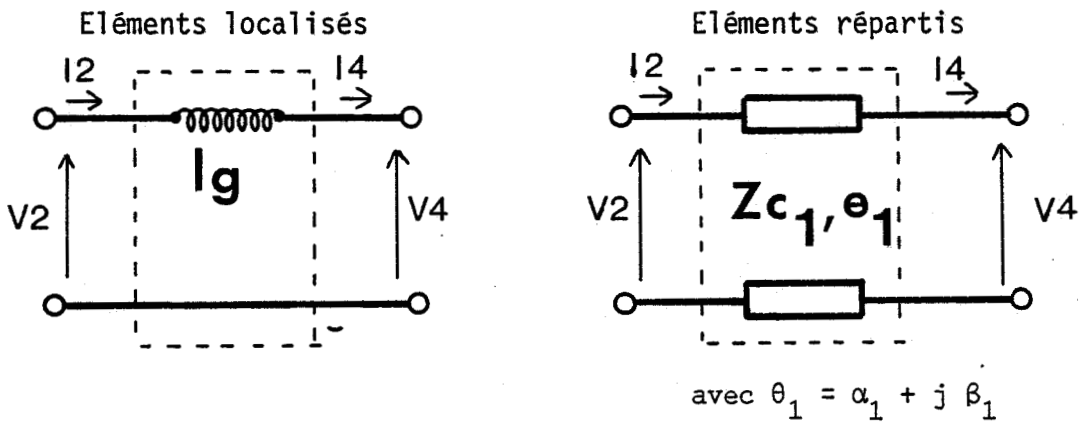 Eléments localisés
I2
I4
lg
V2
V4
Eléments répartis
I2
I4
Zc1, θ1
V2
V4
avec θ1 = α1 + j β1